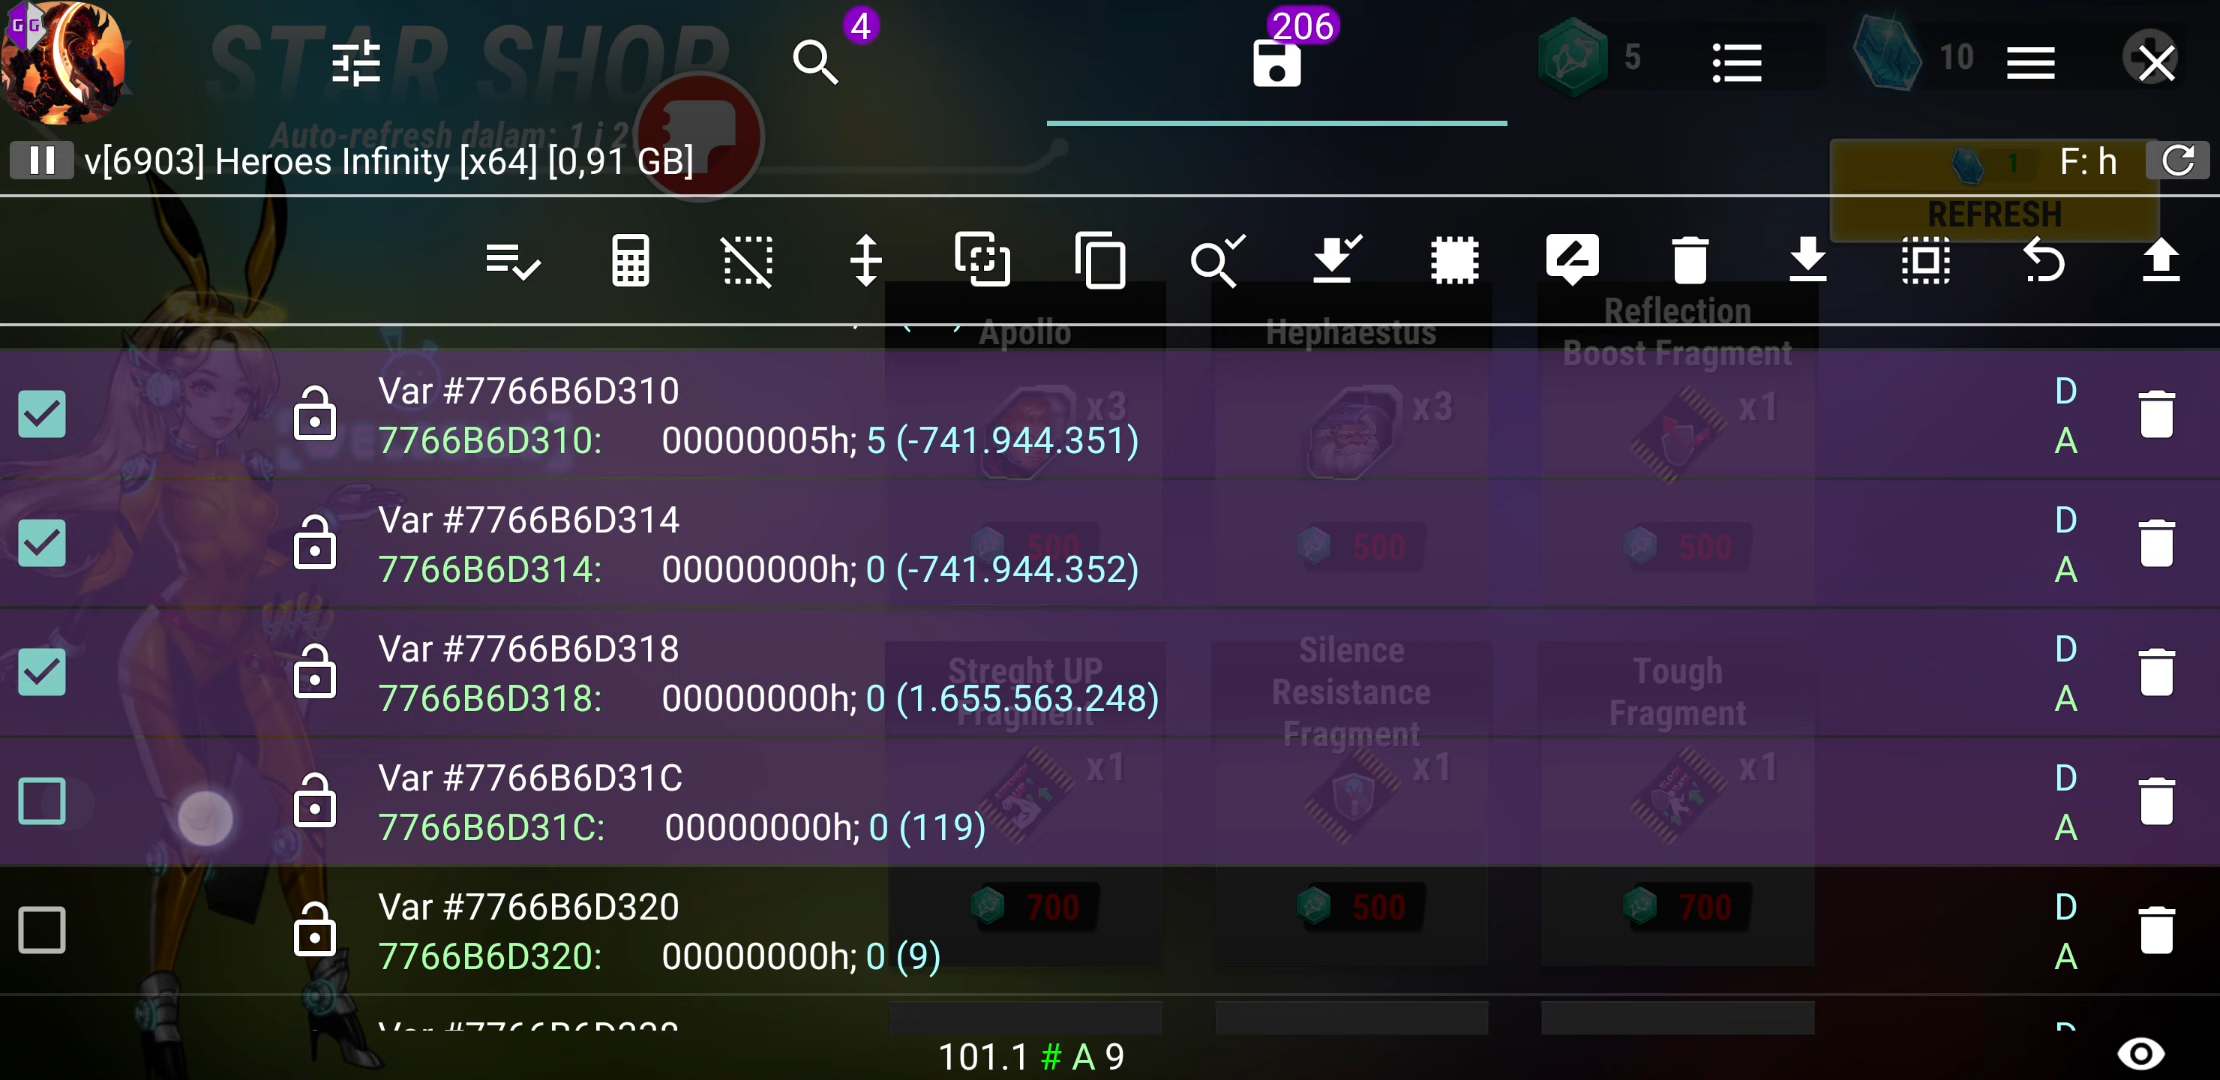 4
206
STAR SHOP
5
10
Auto-refresh dalam: 1 j 2
v[6903] Heroes Infinity [x64] [0,91 GB]
F: h
1
REFRESH
Apollo
Hephaestus
Reflection
Boost Fragment
x3
x3
x1
Var #7766B6D310
7766B6D310: 00000005h; 5 (-741.944.351)
D
A
Var #7766B6D314
7766B6D314: 00000000h; 0 (-741.944.352)
D
A
500
500
500
Var #7766B6D318
7766B6D318: 00000000h; 0 (1.655.563.248)
D
A
Streght UP
Fragment
Silence
Resistance
Fragment
Tough
Fragment
x1
x1
x1
Var #7766B6D31C
7766B6D31C: 00000000h; 0 (119)
D
A
Var #7766B6D320
7766B6D320: 00000000h; 0 (9)
D
A
700
500
700
101.1 # A 9